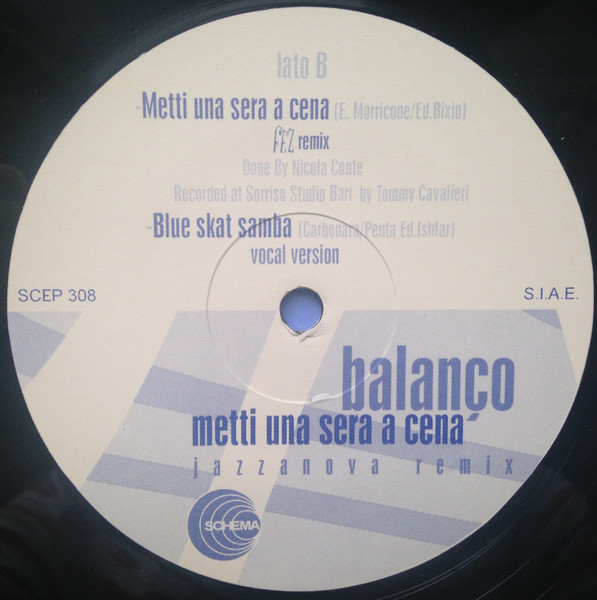 lato B
-Metti una sera a cena (E. Morricone/Ed.Bixio)
FEZ remix
Done By Nicola Conte
Recorded at Sorriso Studio Bari by Tommy Cavalieri
-Blue skat samba (Carbonara/Penta Ed.Ishtar)
vocal version
SCEP 308
S.I.A.E.
balanço
metti una sera a cena
jazzanova remix
SCHEMA